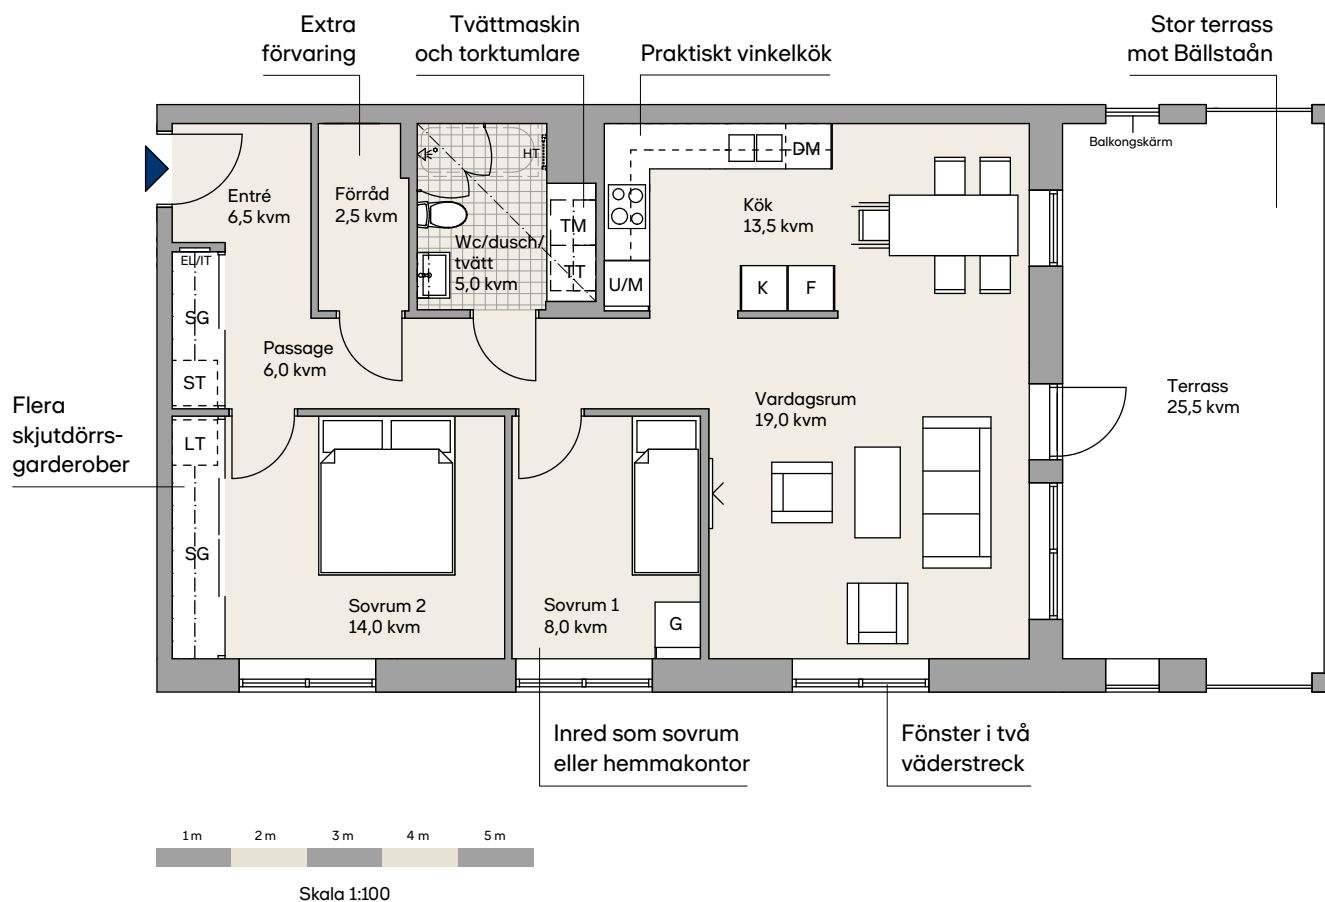 Extra
förvaring
Tvättmaskin
och torktumlare
Praktiskt vinkelkök
Stor terrass
mot Bällstaån
Balkongskärm
HT
DM
Entré
6,5 kvm
Förråd
2,5 kvm
Kök
13,5 kvm
TM
Wc/dusch/
tvätt
5,0 kvm
TT
EL/IT
U/M
K
F
SG
Passage
6,0 kvm
ST
Vardagsrum
19,0 kvm
Terrass
25,5 kvm
Flera
skjutdörrs-
garderober
LT
SG
Sovrum 2
14,0 kvm
Sovrum 1
8,0 kvm
G
Inred som sovrum
eller hemmakontor
Fönster i två
väderstreck
1 m 2 m 3 m 4 m 5 m
Skala 1:100